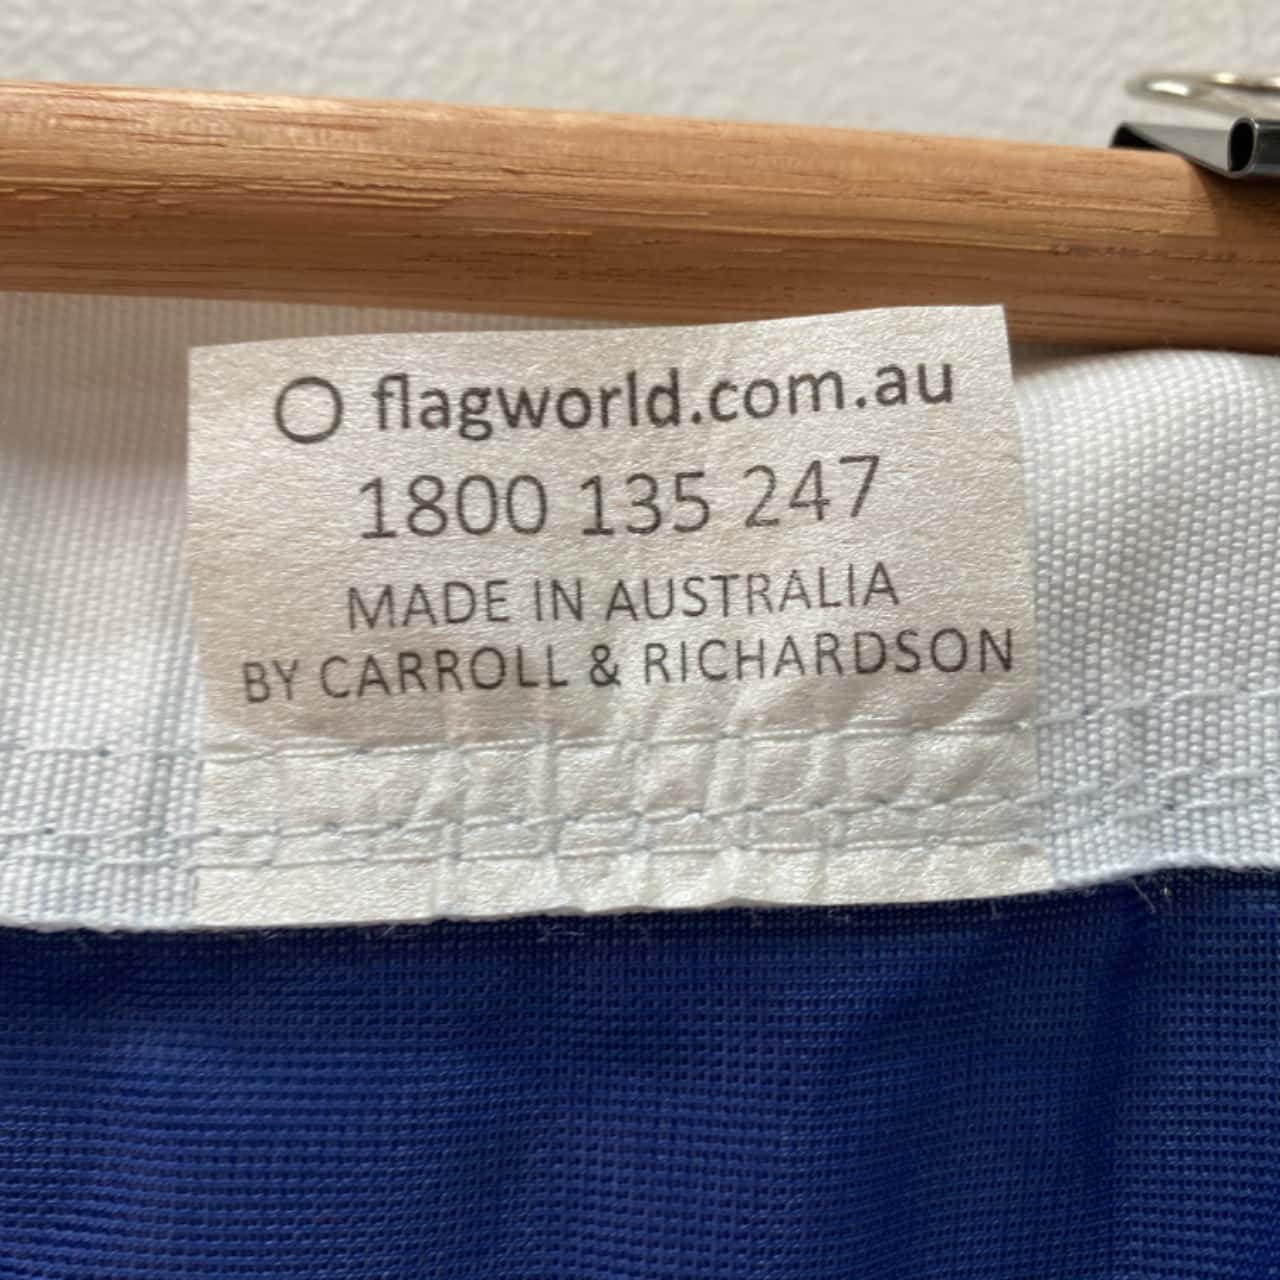 flagworld.com.au
1800 135 247
MADE IN AUSTRALIA
BY CARROLL & RICHARDSON